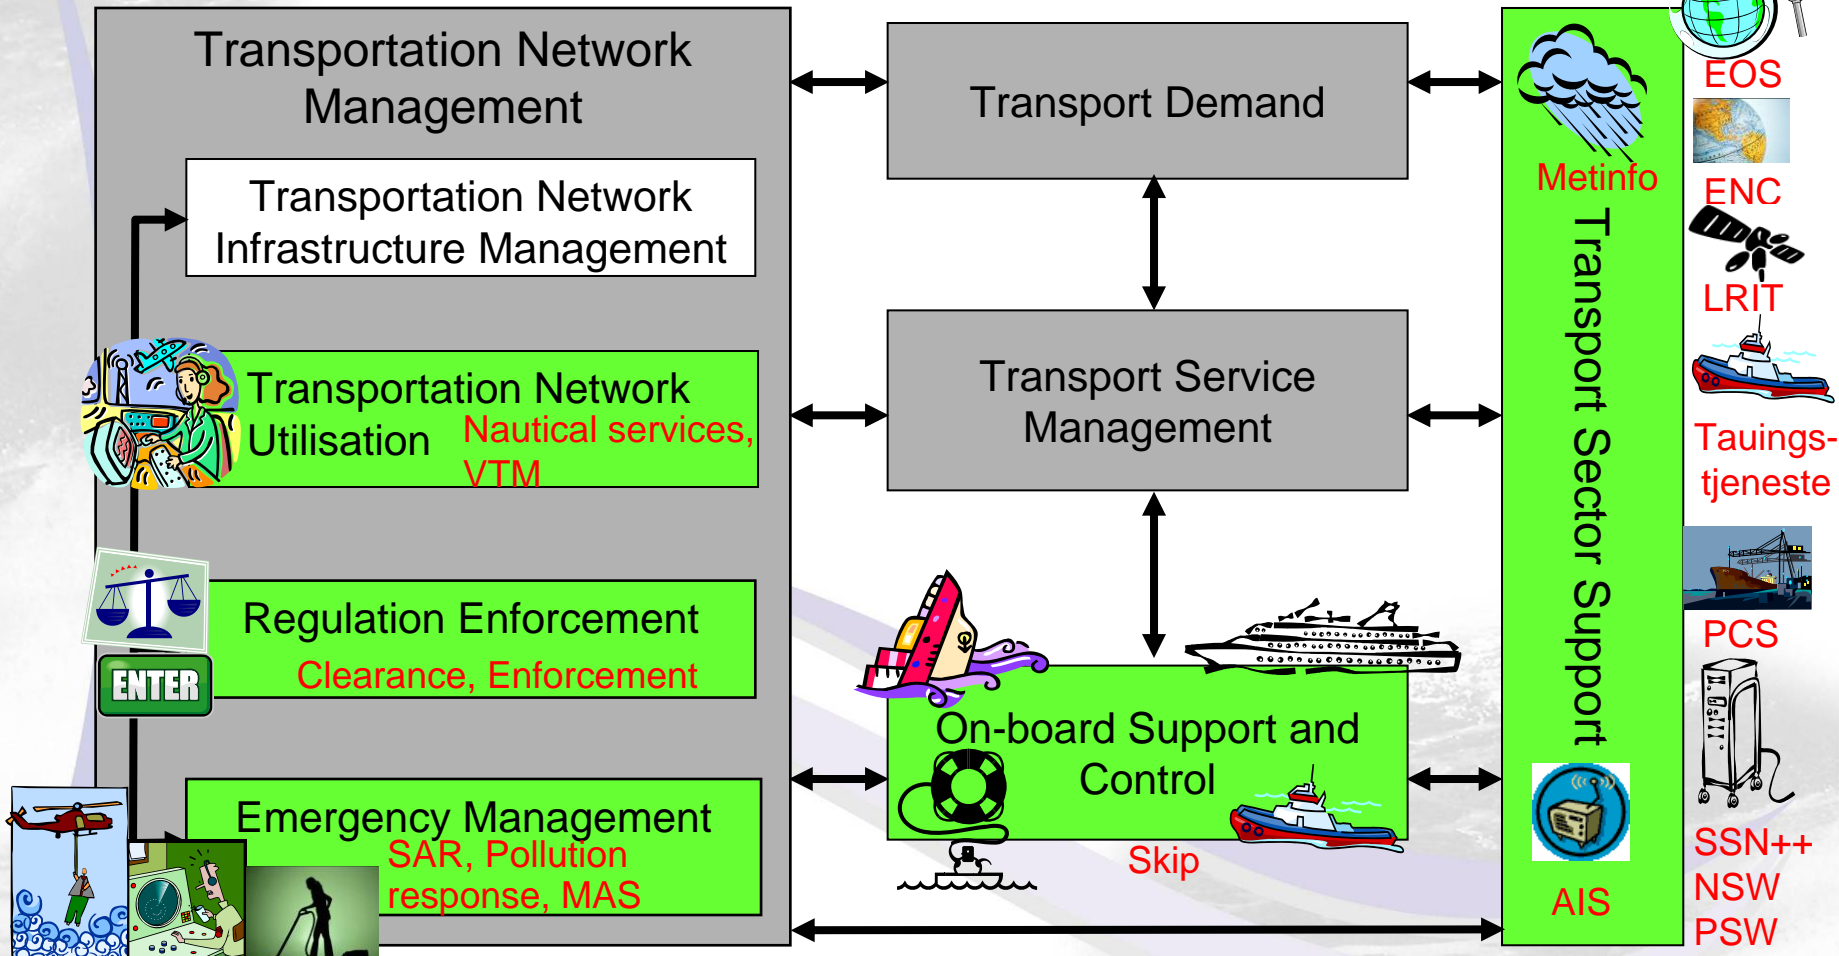 Transportation Network
Management
Transportation Network
Infrastructure Management
Transportation Network
Utilisation
Nautical services,
VTM
Regulation Enforcement
Clearance, Enforcement
ENTER
Emergency Management
SAR, Pollution
response, MAS
Transport Demand
Transport Service
Management
On-board Support and
Control
Skip
Metinfo
Transport Sector Support
AIS
EOS
ENC
LRIT
Tauings-
tjeneste
PCS
SSN++
NSW
PSW